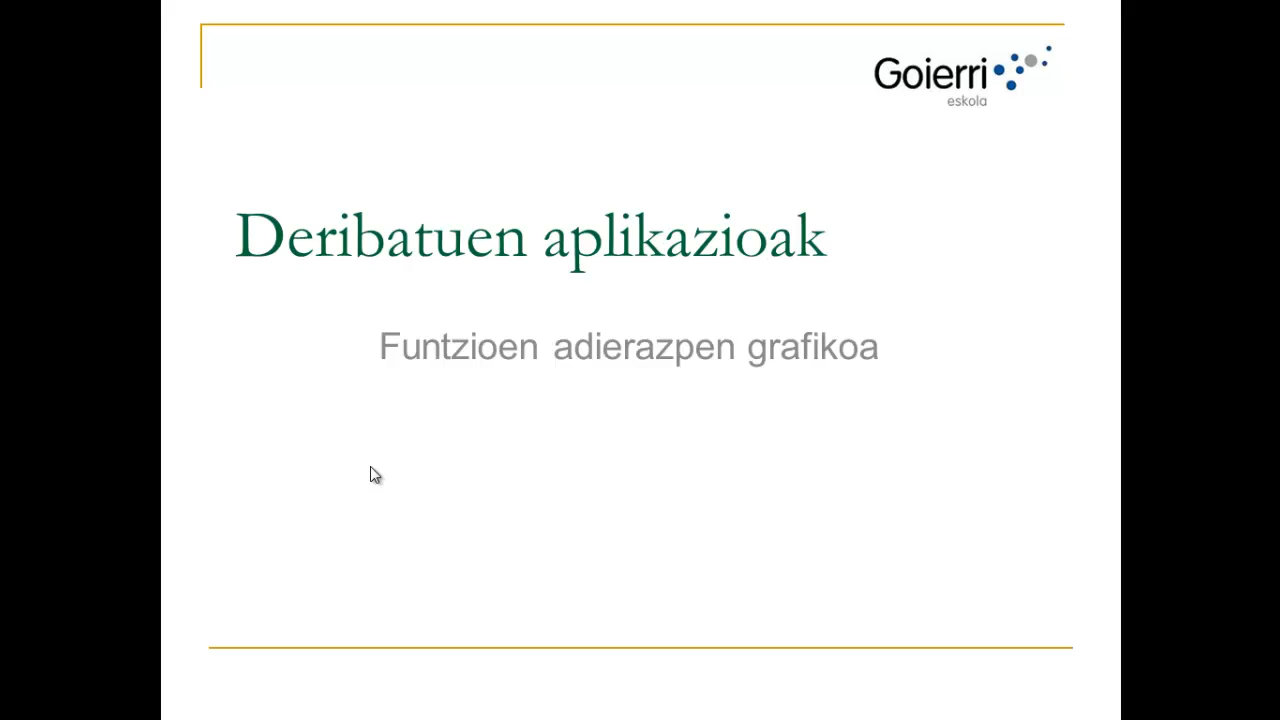 Goierri
eskola
Deribatuen aplikazioak
Funtzioen adierazpen grafikoa